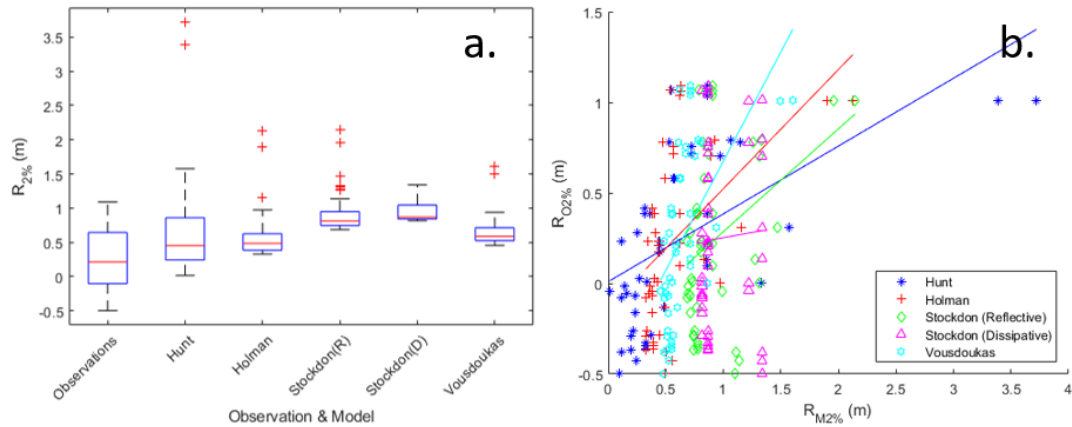 a.
R2% (m)
3.5
3
2.5
2
1.5
1
0.5
0
-0.5
Observations
Hunt
Holman
Stockdon(R)
Stockdon(D)
Vousdoukas
Observation & Model
b.
RO2% (m)
1.5
1
0.5
0
-0.5
0 0.5 1 1.5 2 2.5 3 3.5 4
RM2% (m)
Hunt
Holman
Stockdon (Reflective)
Stockdon (Dissipative)
Vousdoukas